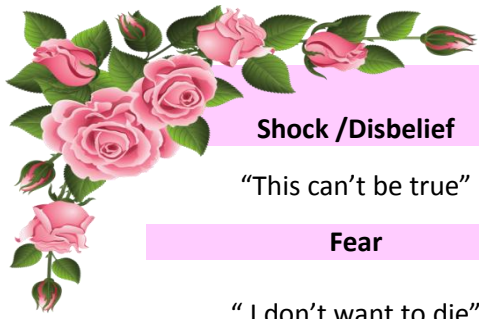 Shock /Disbelief
“This can’t be true”
Fear
“ I don’t want to die”